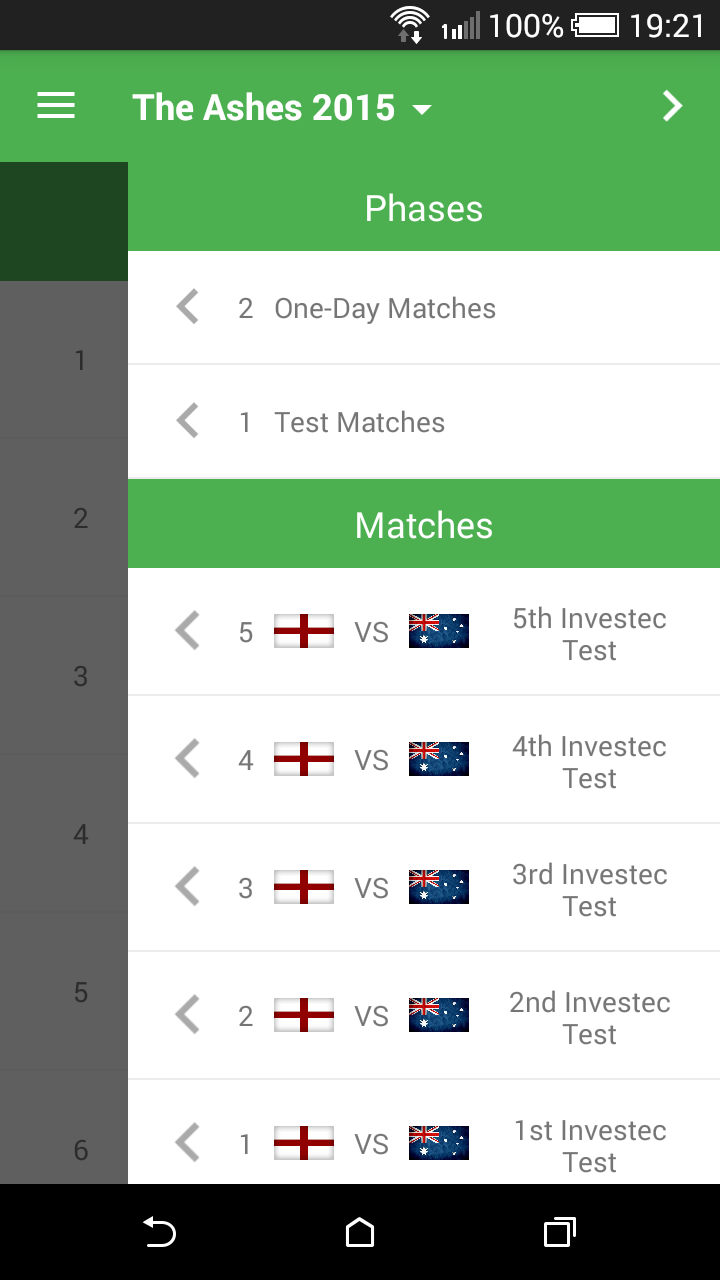 1 100% 19:21
The Ashes 2015
Phases
2 One-Day Matches
1 Test Matches
Matches
5 VS 5th Investec
Test
4 VS 4th Investec
Test
3 VS 3rd Investec
Test
2 VS 2nd Investec
Test
1 VS 1st Investec
Test
1
2
3
4
5
6